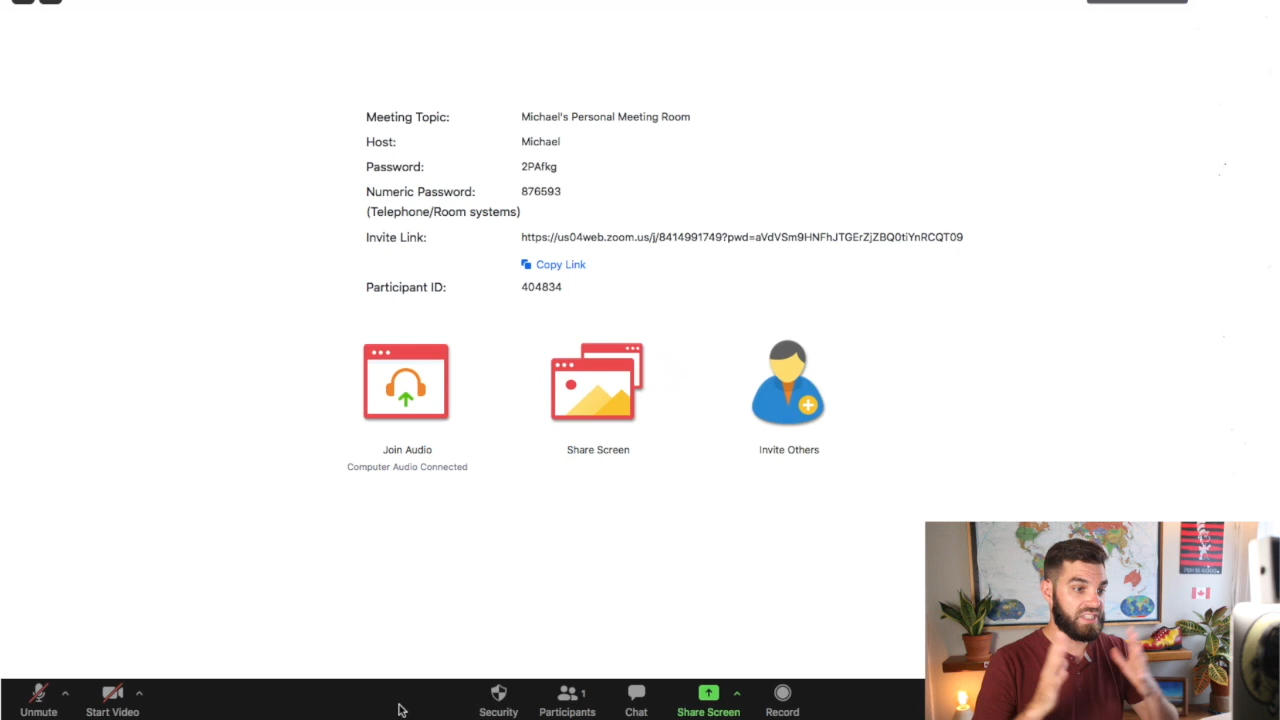 Meeting Topic: Michael's Personal Meeting Room
Host: Michael
Password: 2PAfkg
Numeric Password: 876593
(Telephone/Room systems)
Invite Link: https://us04web.zoom.us/j/8414991749?pwd=aVdVSm9HNFhJTGErZjZBQ0tiYnRCQT09
Copy Link
Participant ID: 404834
Join Audio Share Screen Invite Others
Computer Audio Connected
Unmute Start Video Security Participants 1 Chat Share Screen Record